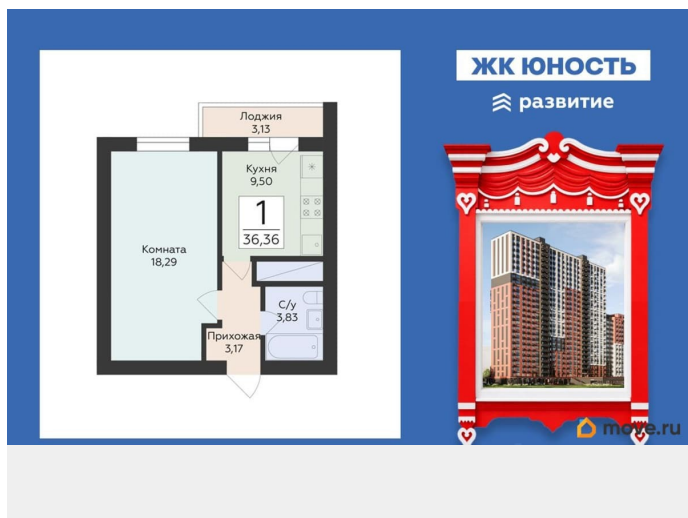 ЖК ЮНОСТЬ
развитие
Лоджия
3,13
Кухня
9,50
1
36,36
Комната
18,29
С/у
3,83
Прихожая
3,17
move.ru